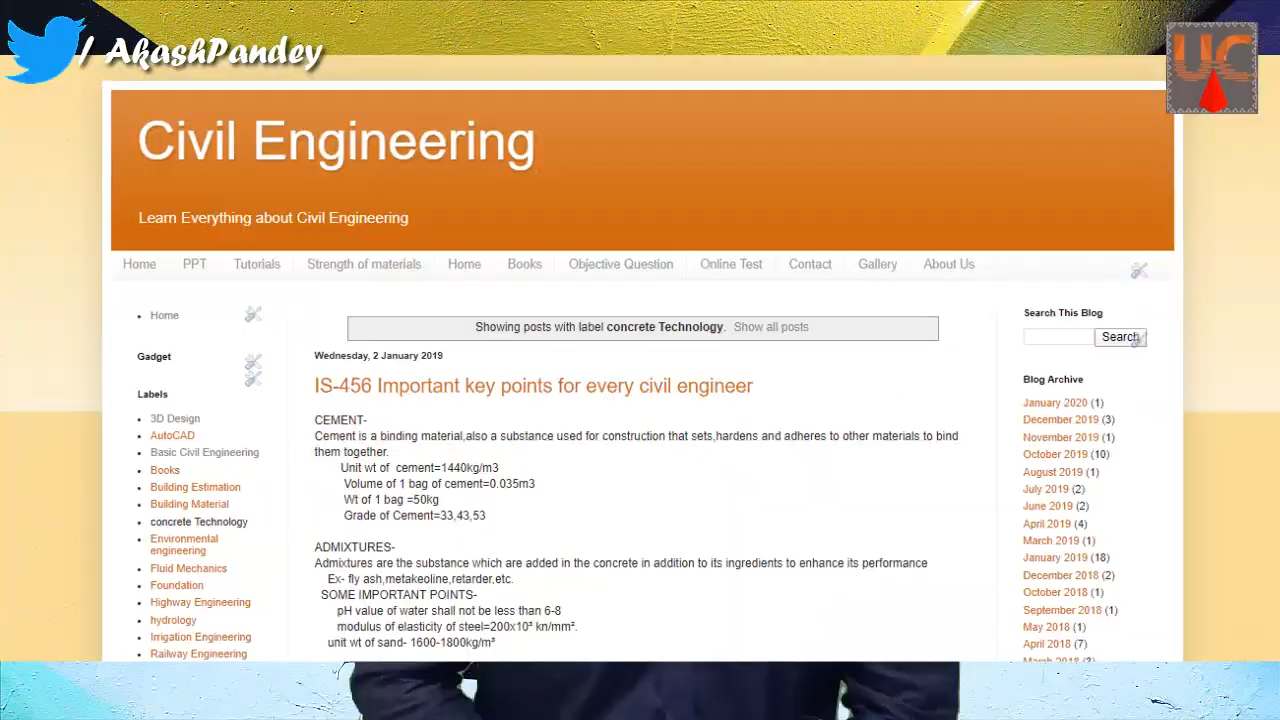 / AkashPandey
UC
Civil Engineering
Learn Everything about Civil Engineering
Home PPT Tutorials Strength of materials Home Books Objective Question Online Test Contact Gallery About Us
Home
Gadget
Labels
3D Design
AutoCAD
Basic Civil Engineering
Books
Building Estimation
Building Material
concrete Technology
Environmental
engineering
Fluid Mechanics
Foundation
Highway Engineering
hydrology
Irrigation Engineering
Railway Engineering
Showing posts with label concrete Technology. Show all posts
Wednesday, 2 January 2019
IS-456 Important key points for every civil engineer
CEMENT-
Cement is a binding material,also a substance used for construction that sets,hardens and adheres to other materials to bind
them together.
Unit wt of cement=1440kg/m3
Volume of 1 bag of cement=0.035m3
Wt of 1 bag =50kg
Grade of Cement=33,43,53
ADMIXTURES-
Admixtures are the substance which are added in the concrete in addition to its ingredients to enhance its performance
Ex- fly ash,metakeoline,retarder,etc.
SOME IMPORTANT POINTS-
pH value of water shall not be less than 6-8
modulus of elasticity of steel=200x10³ kn/mm².
unit wt of sand- 1600-1800kg/m³
Search This Blog
Search
Blog Archive
January 2020 (1)
December 2019 (3)
November 2019 (1)
October 2019 (10)
August 2019 (1)
July 2019 (2)
June 2019 (2)
April 2019 (4)
March 2019 (1)
January 2019 (18)
December 2018 (2)
October 2018 (1)
September 2018 (1)
May 2018 (1)
April 2018 (7)
March 2018 (3)